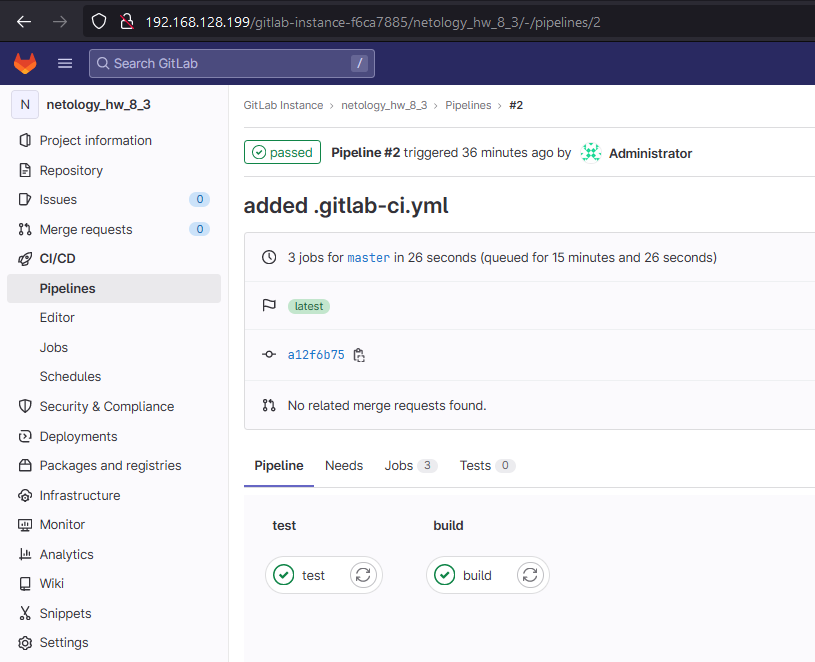 192.168.128.199/gitlab-instance-f6ca7885/netology_hw_8_3/-/pipelines/2
Search GitLab /
N netology_hw_8_3
Project information
Repository
Issues 0
Merge requests 0
CI/CD
Pipelines
Editor
Jobs
Schedules
Security & Compliance
Deployments
Packages and registries
Infrastructure
Monitor
Analytics
Wiki
Snippets
Settings
GitLab Instance › netology_hw_8_3 › Pipelines › #2
passed Pipeline #2 triggered 36 minutes ago by Administrator
added .gitlab-ci.yml
3 jobs for master in 26 seconds (queued for 15 minutes and 26 seconds)
latest
a12f6b75
No related merge requests found.
Pipeline Needs Jobs 3 Tests 0
test build
test build